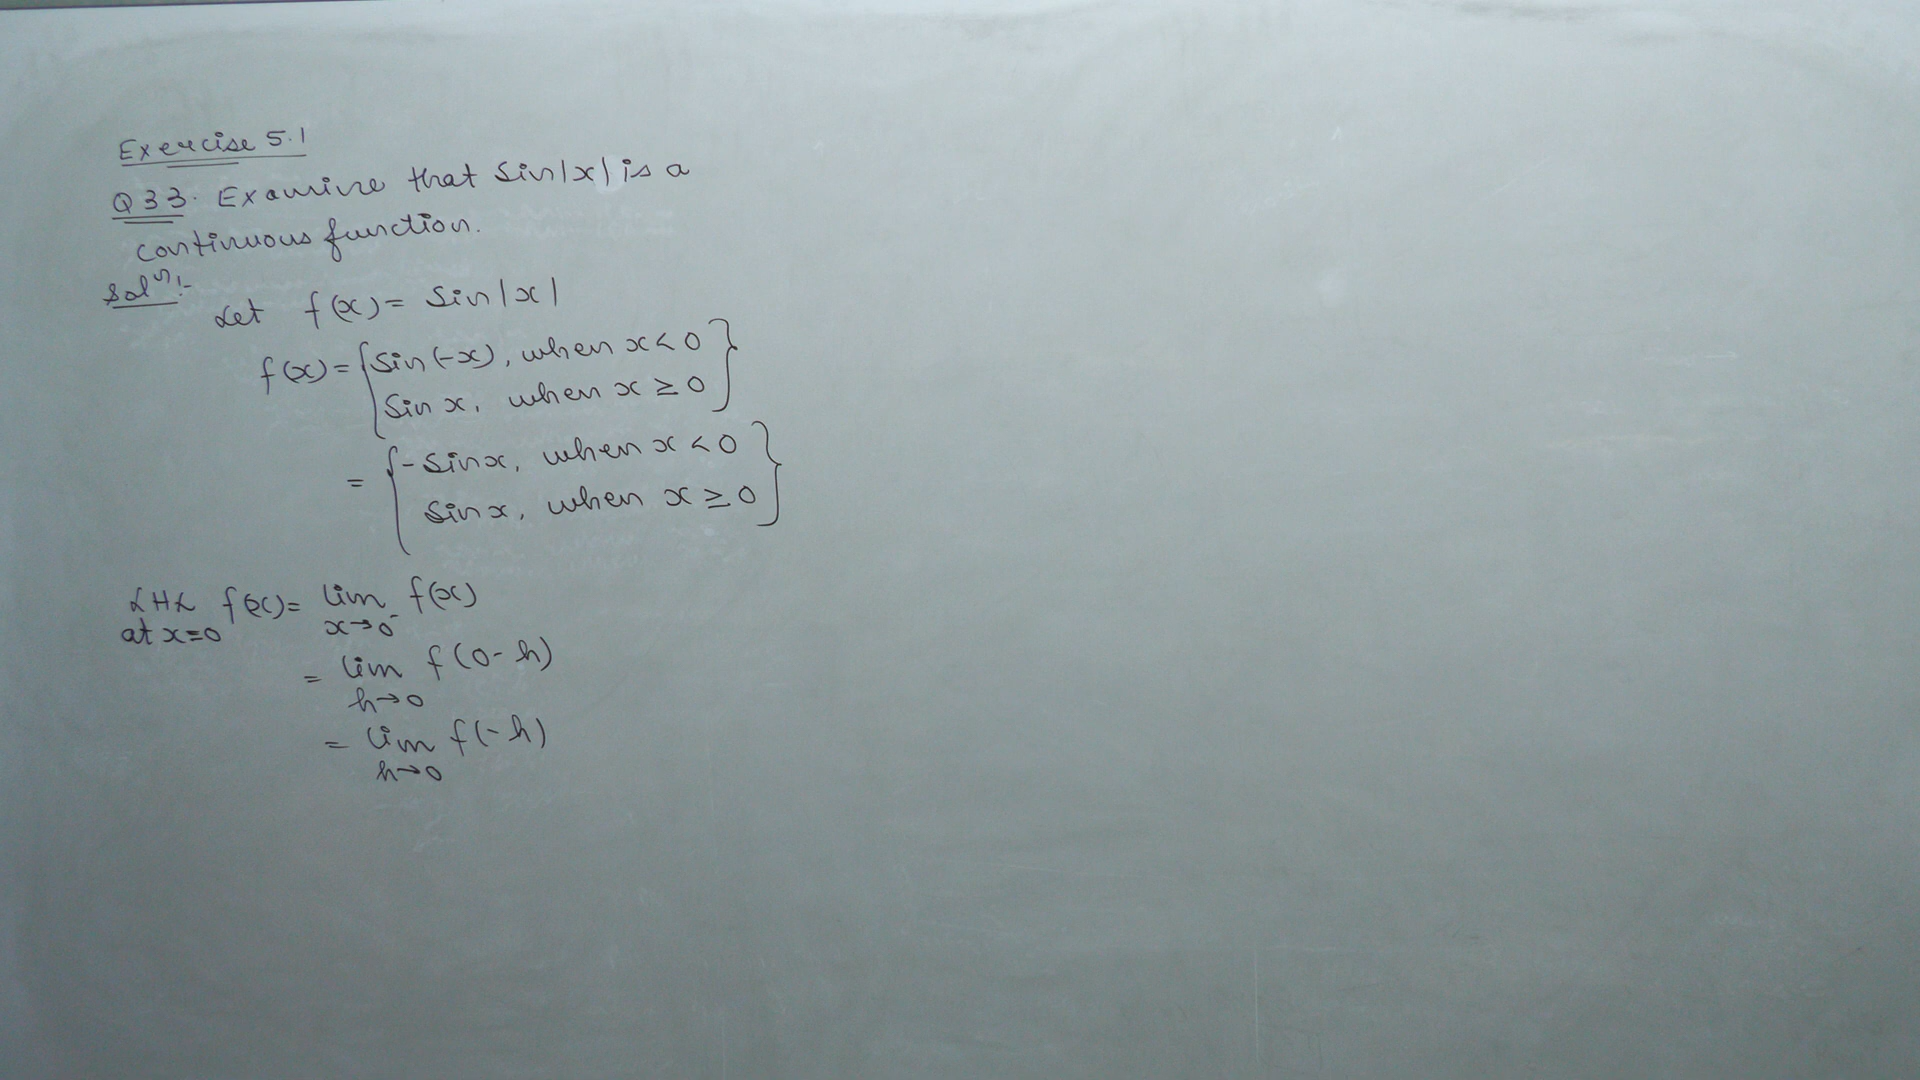 Exercise 5.1
Q33. Examine that Sin|x| is a
continuous function.
Solⁿ:-
Let f(x) = Sin|x|
f(x) = {Sin(-x), when x < 0
Sin x, when x ≥ 0}
= {-Sinx, when x < 0
Sinx, when x ≥ 0}
LHL f(x) = lim f(x)
at x=0 x→0⁻
= lim f(0-h)
h→0
= lim f(-h)
h→0